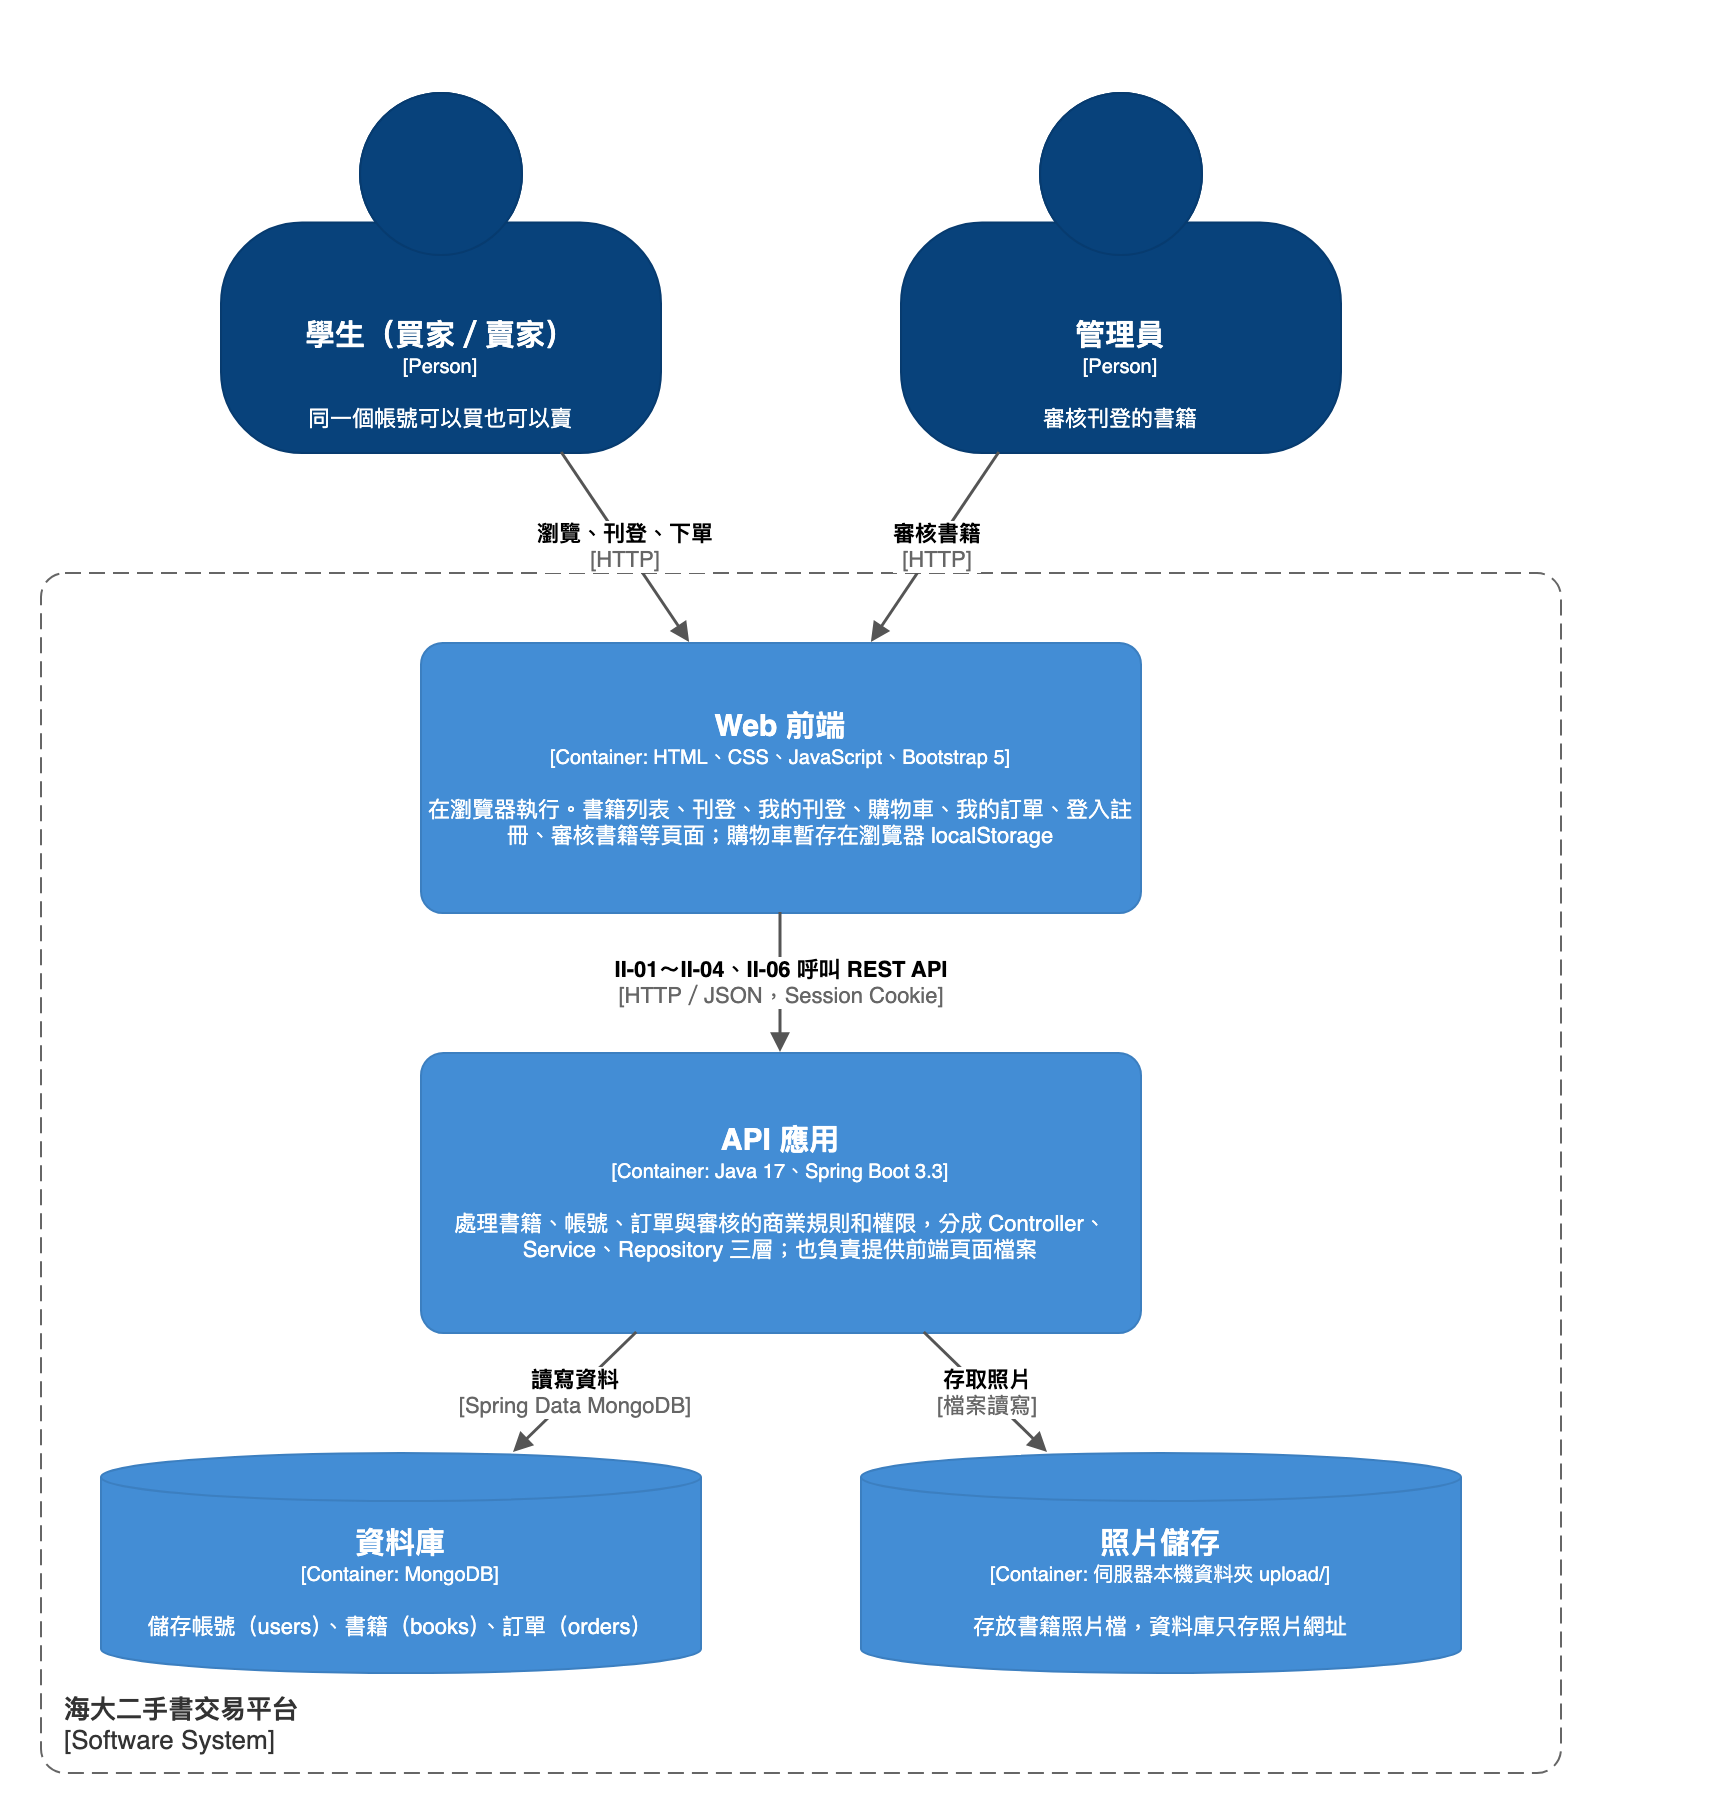 學生（買家 / 賣家）
[Person]
同一個帳號可以買也可以賣
管理員
[Person]
審核刊登的書籍
瀏覽、刊登、下單
[HTTP]
審核書籍
[HTTP]
Web 前端
[Container: HTML、CSS、JavaScript、Bootstrap 5]
在瀏覽器執行。書籍列表、刊登、我的刊登、購物車、我的訂單、登入註
冊、審核書籍等頁面；購物車暫存在瀏覽器 localStorage
II-01～II-04、II-06 呼叫 REST API
[HTTP / JSON，Session Cookie]
API 應用
[Container: Java 17、Spring Boot 3.3]
處理書籍、帳號、訂單與審核的商業規則和權限，分成 Controller、
Service、Repository 三層；也負責提供前端頁面檔案
讀寫資料
[Spring Data MongoDB]
存取照片
[檔案讀寫]
資料庫
[Container: MongoDB]
儲存帳號（users）、書籍（books）、訂單（orders）
照片儲存
[Container: 伺服器本機資料夾 upload/]
存放書籍照片檔，資料庫只存照片網址
海大二手書交易平台
[Software System]